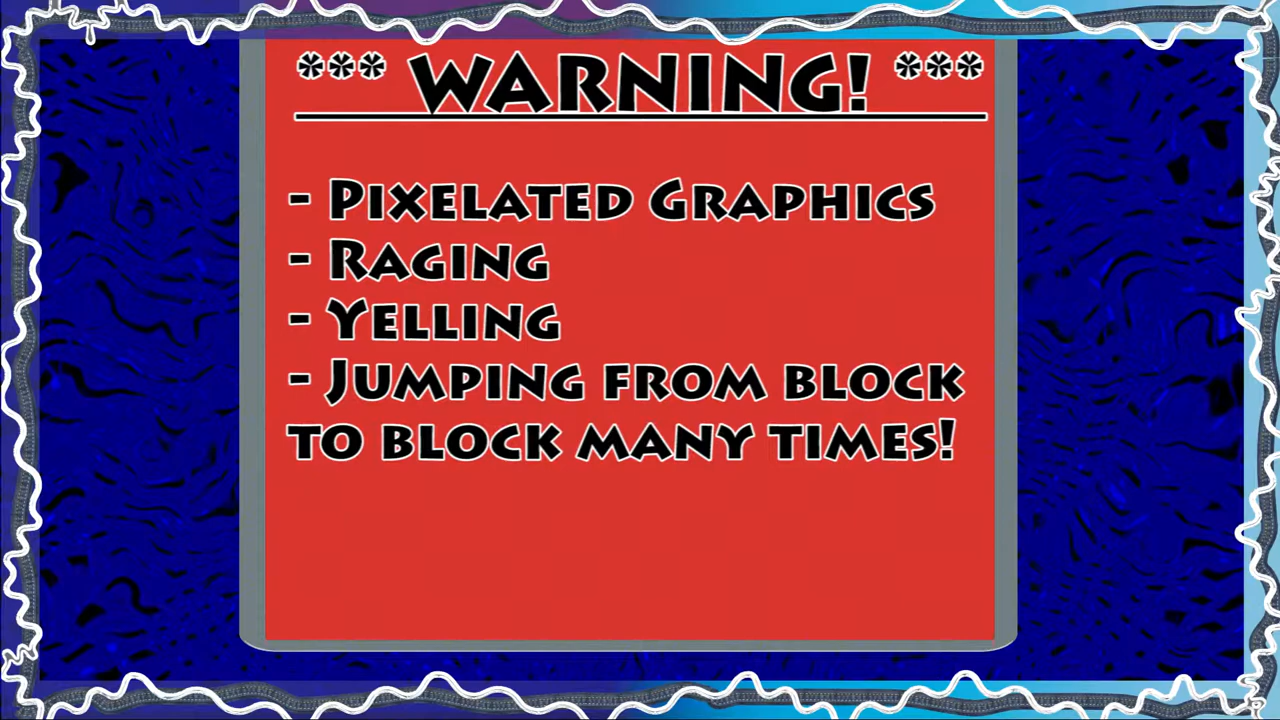 *** WARNING! ***
- Pixelated Graphics
- Raging
- Yelling
- Jumping from block
to block many times!